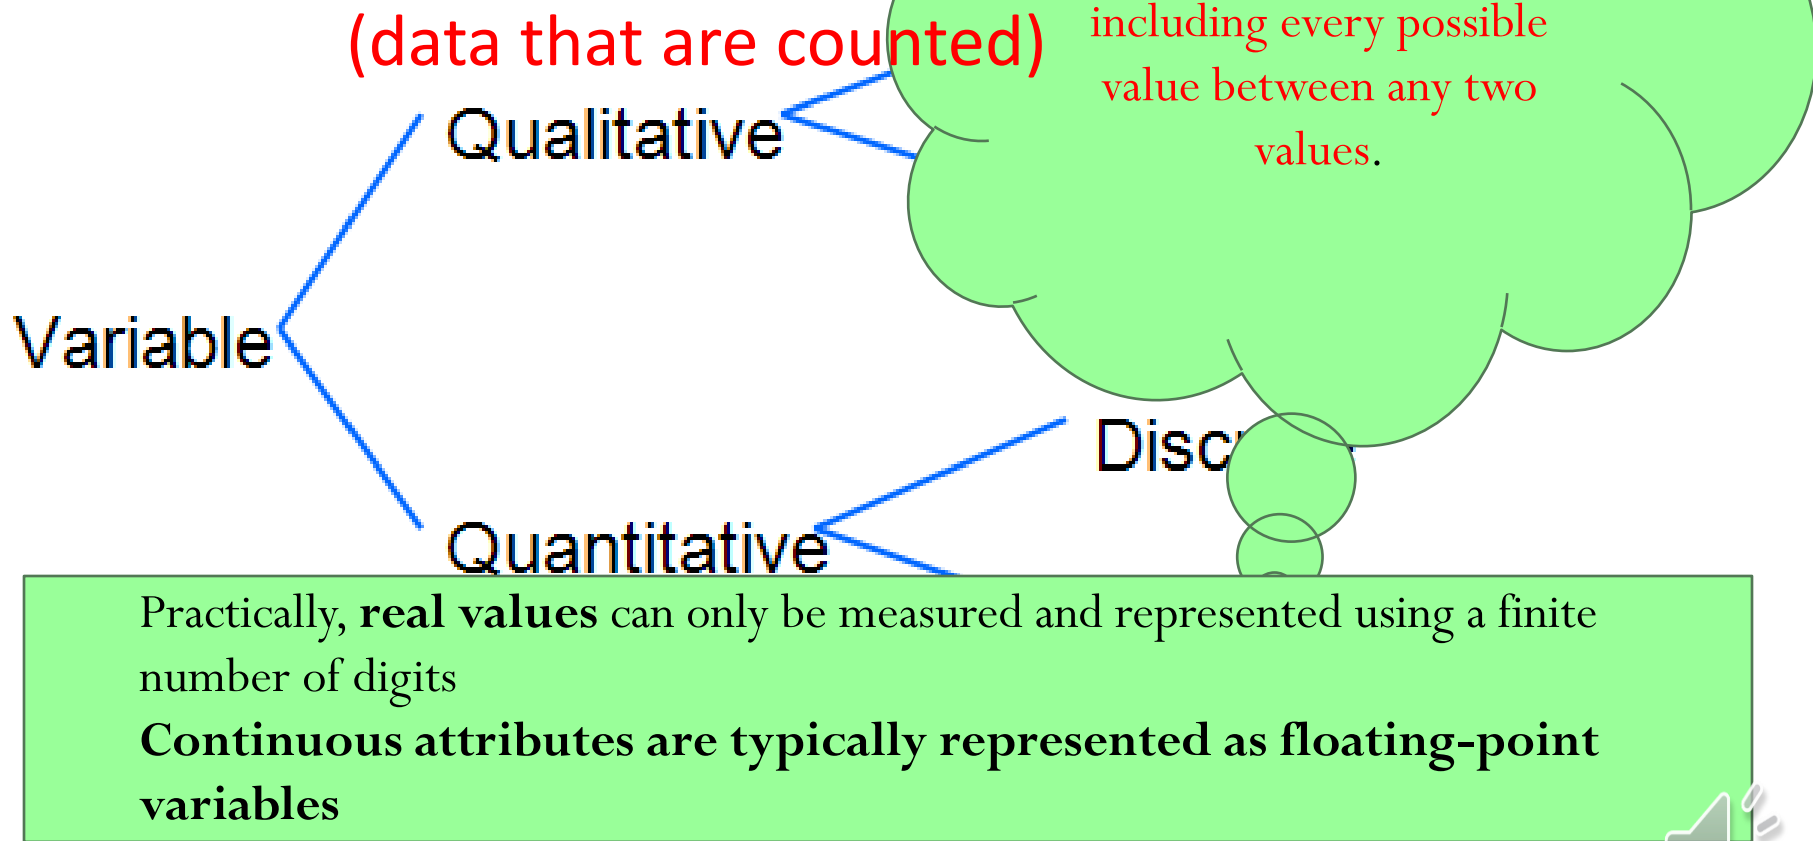 (data that are counted)
including every possible
value between any two
values.
Qualitative
Variable
Quantitative
Practically, real values can only be measured and represented using a finite
number of digits
Continuous attributes are typically represented as floating-point
variables